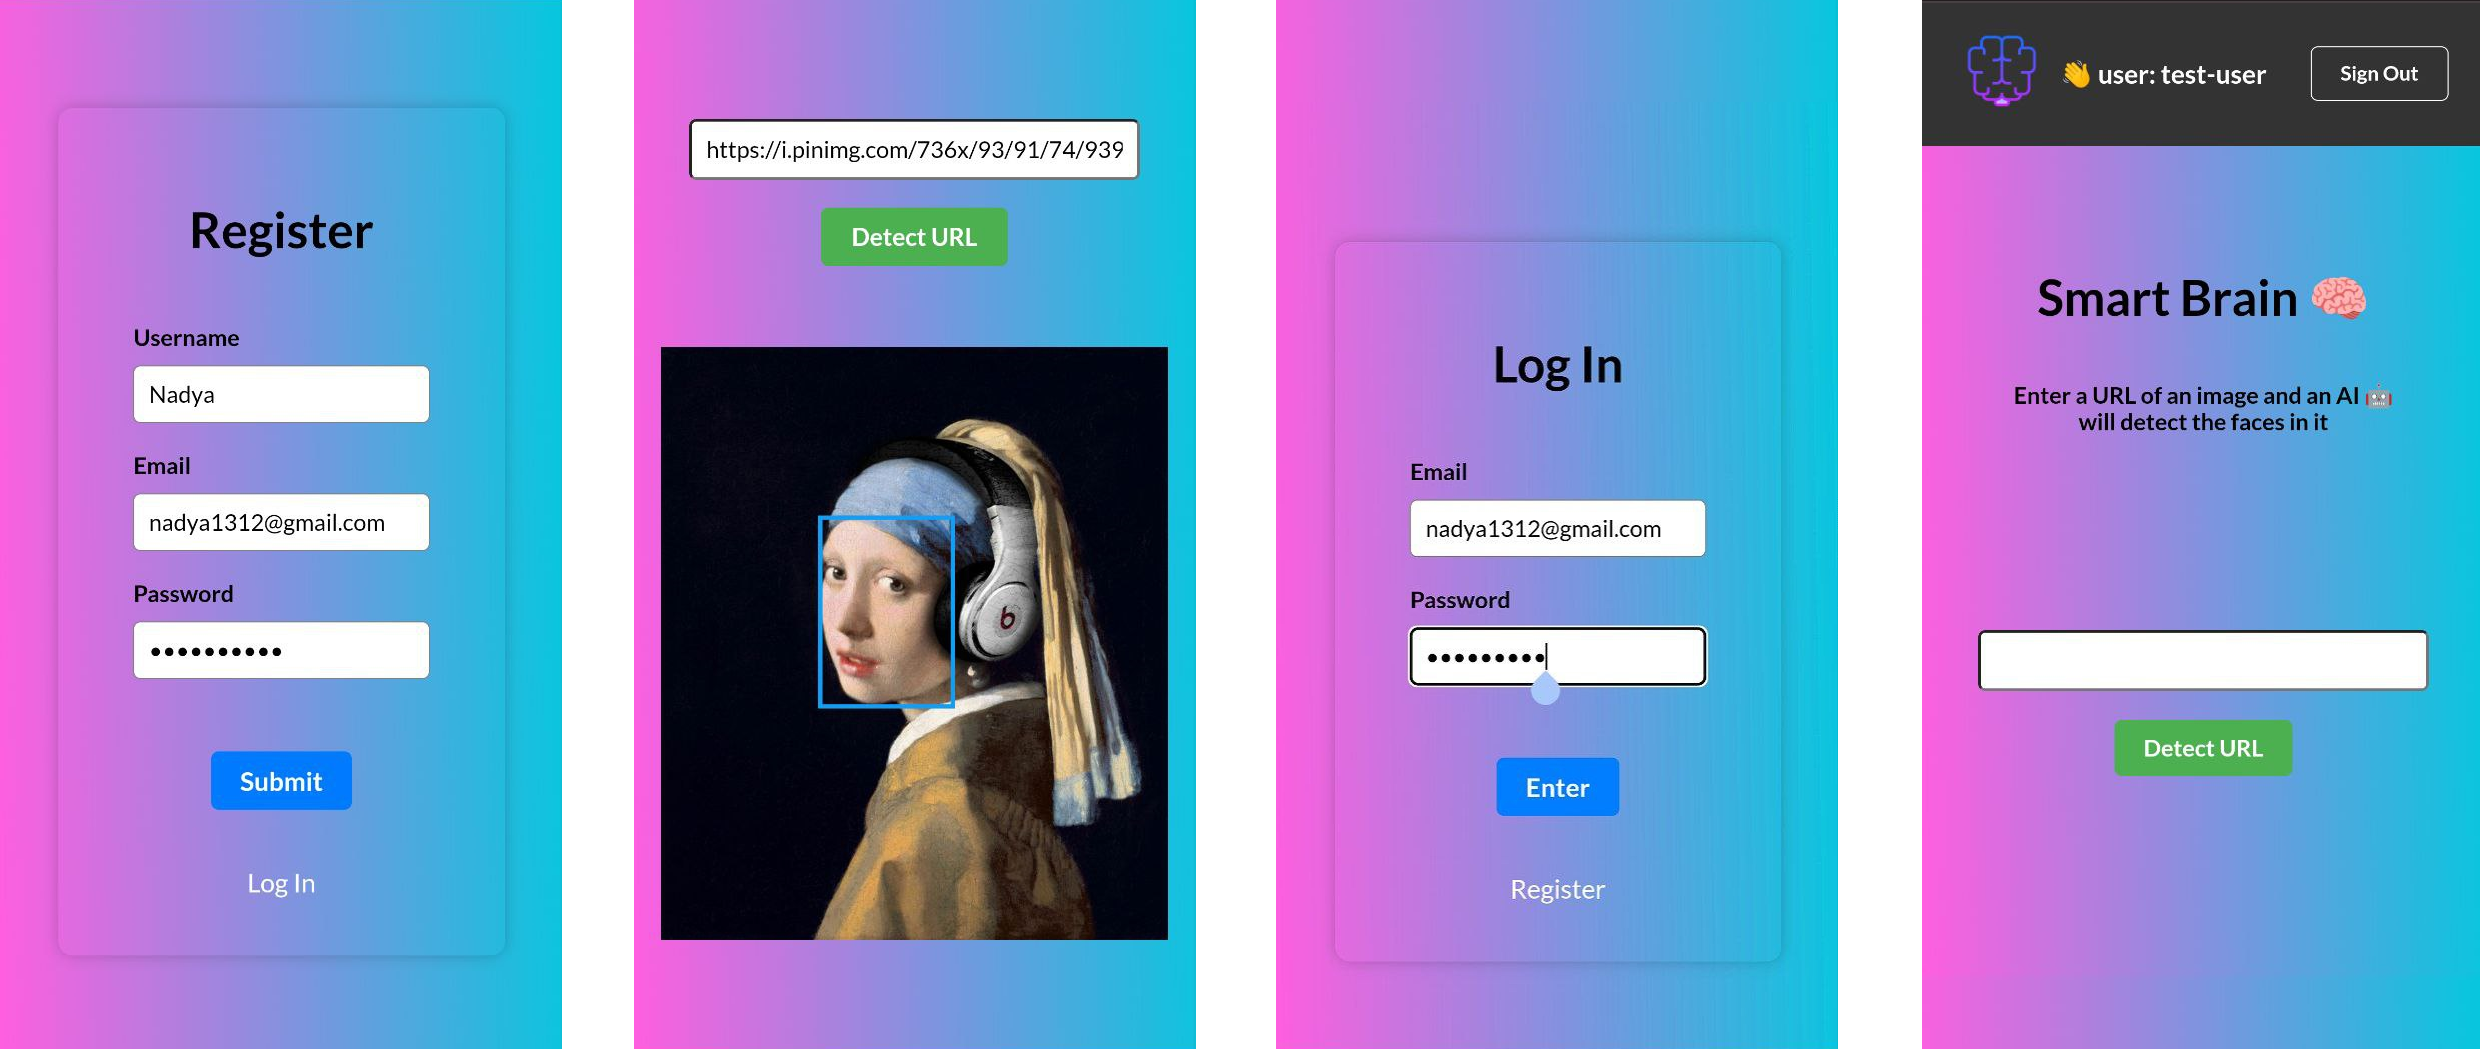 Register
Username
Nadya
Email
nadya1312@gmail.com
Password
••••••••••
Submit
Log In
https://i.pinimg.com/736x/93/91/74/939
Detect URL
b
Log In
Email
nadya1312@gmail.com
Password
•••••••••
Enter
Register
👋 user: test-user
Sign Out
Smart Brain 🧠
Enter a URL of an image and an AI 🤖
will detect the faces in it
Detect URL